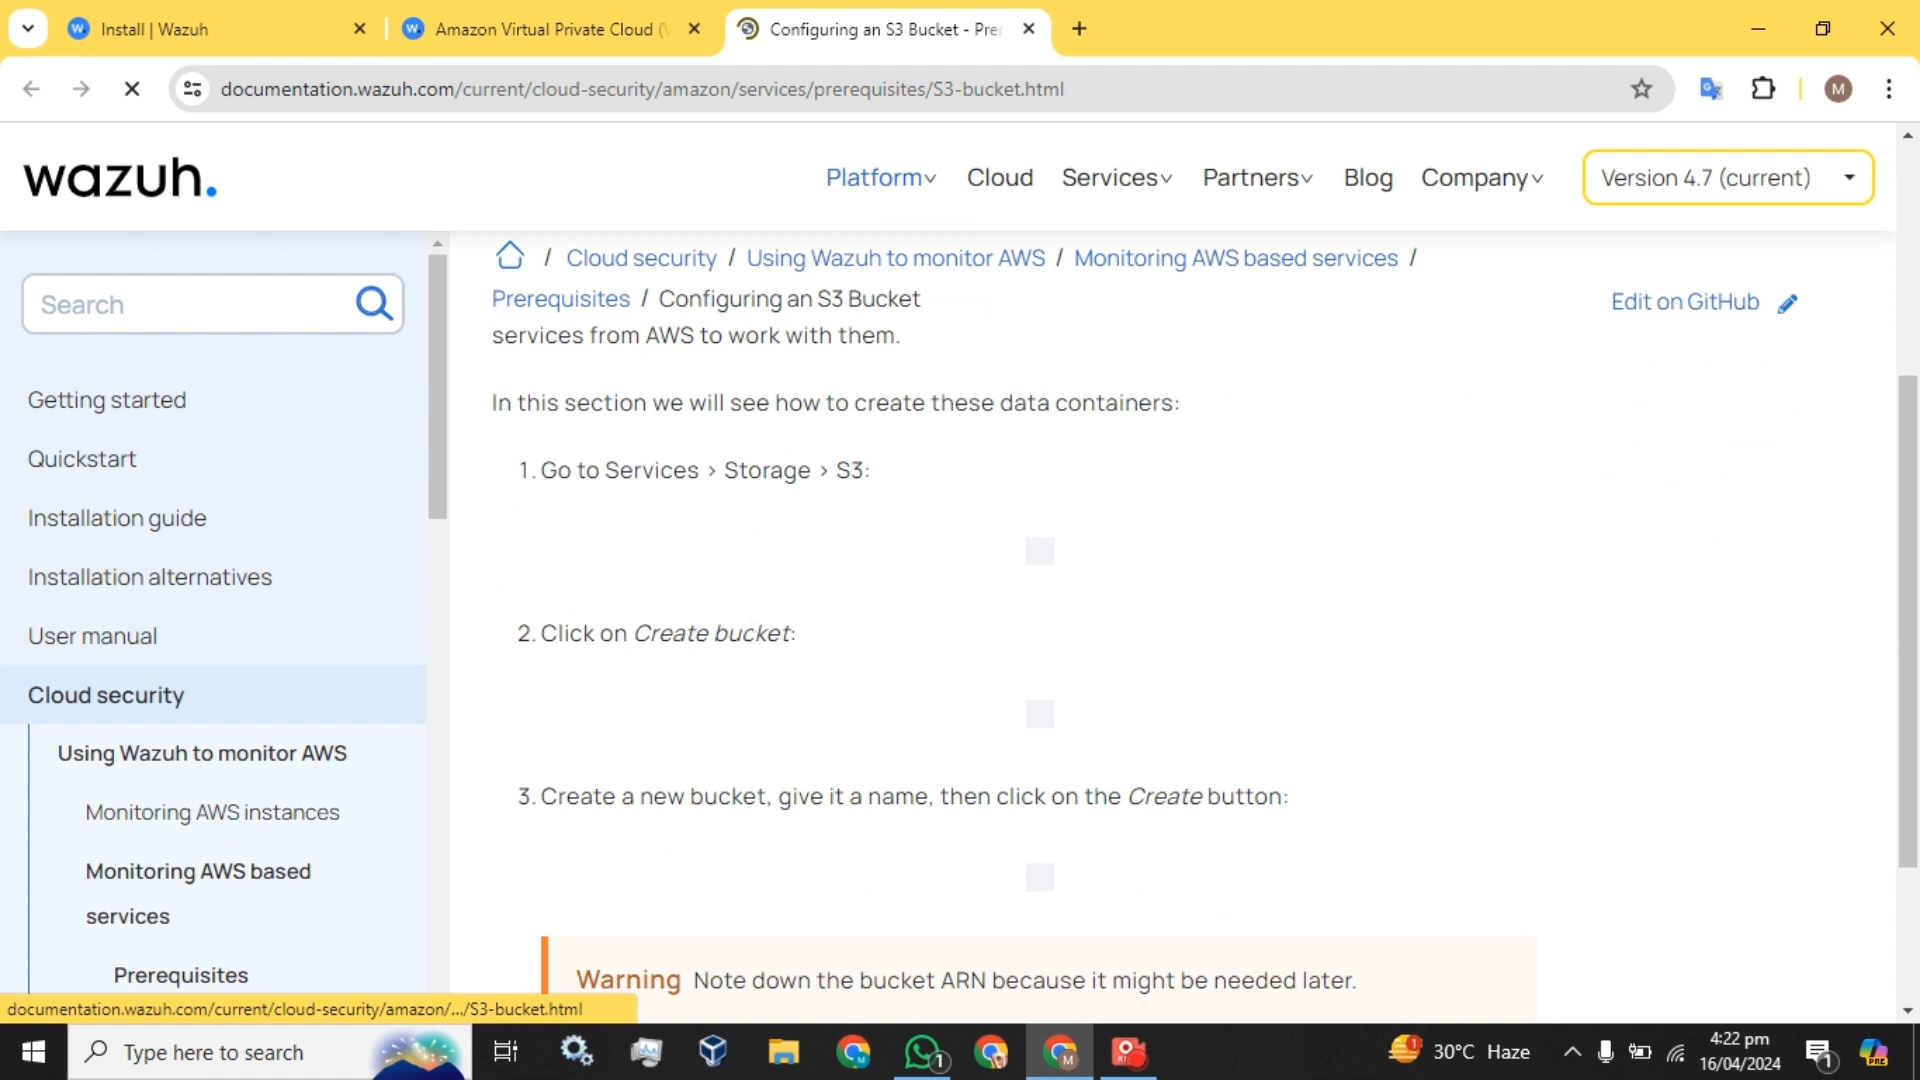 Install | Wazuh
Amazon Virtual Private Cloud (
Configuring an S3 Bucket - Prer
documentation.wazuh.com/current/cloud-security/amazon/services/prerequisites/S3-bucket.html
M
wazuh.
Platform
Cloud
Services
Partners
Blog
Company
Version 4.7 (current)
Search
/ Cloud security / Using Wazuh to monitor AWS / Monitoring AWS based services /
Prerequisites / Configuring an S3 Bucket
Edit on GitHub
services from AWS to work with them.
In this section we will see how to create these data containers:
1. Go to Services > Storage > S3:
2. Click on Create bucket:
3. Create a new bucket, give it a name, then click on the Create button:
Warning Note down the bucket ARN because it might be needed later.
Getting started
Quickstart
Installation guide
Installation alternatives
User manual
Cloud security
Using Wazuh to monitor AWS
Monitoring AWS instances
Monitoring AWS based
services
Prerequisites
documentation.wazuh.com/current/cloud-security/amazon/.../S3-bucket.html
Type here to search
1
M
1
30°C Haze
4:22 pm
16/04/2024
1
PRE